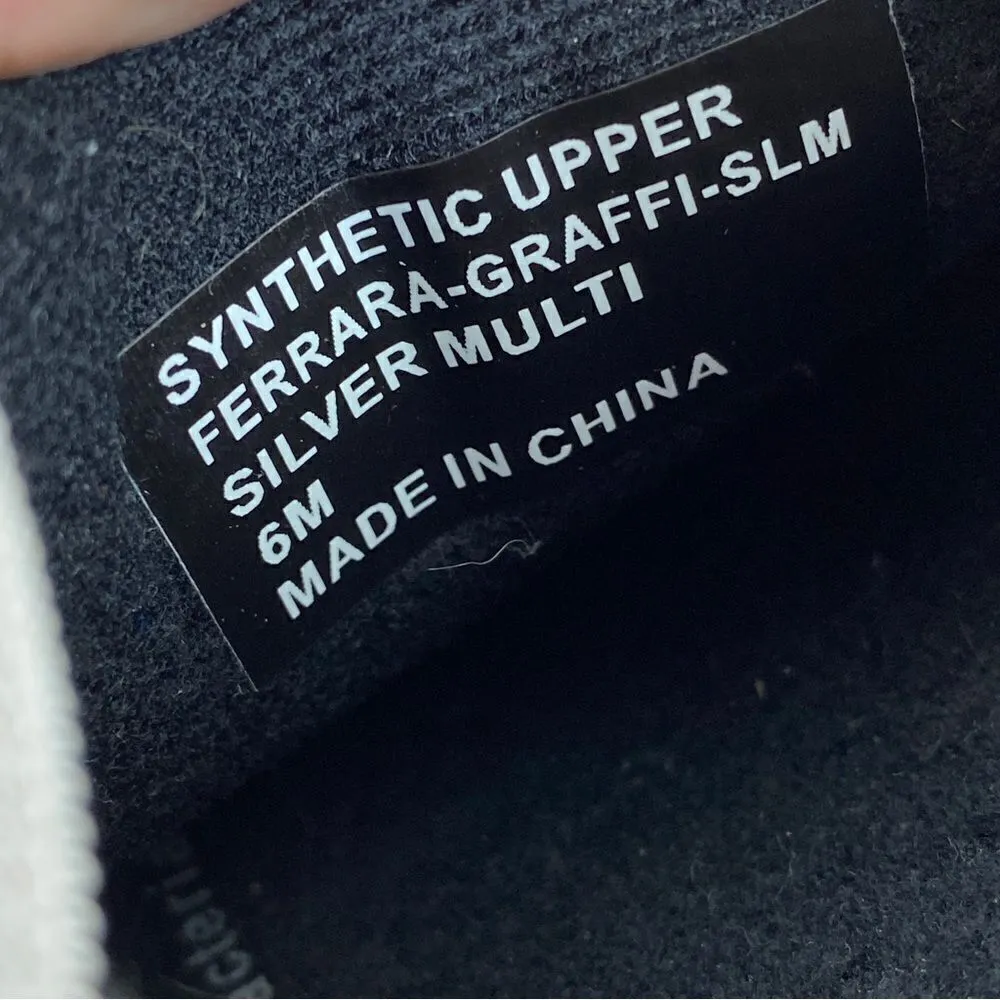 SYNTHETIC UPPER
FERRARA-GRAFFI-SLM
SILVER MULTI
6M
MADE IN CHINA